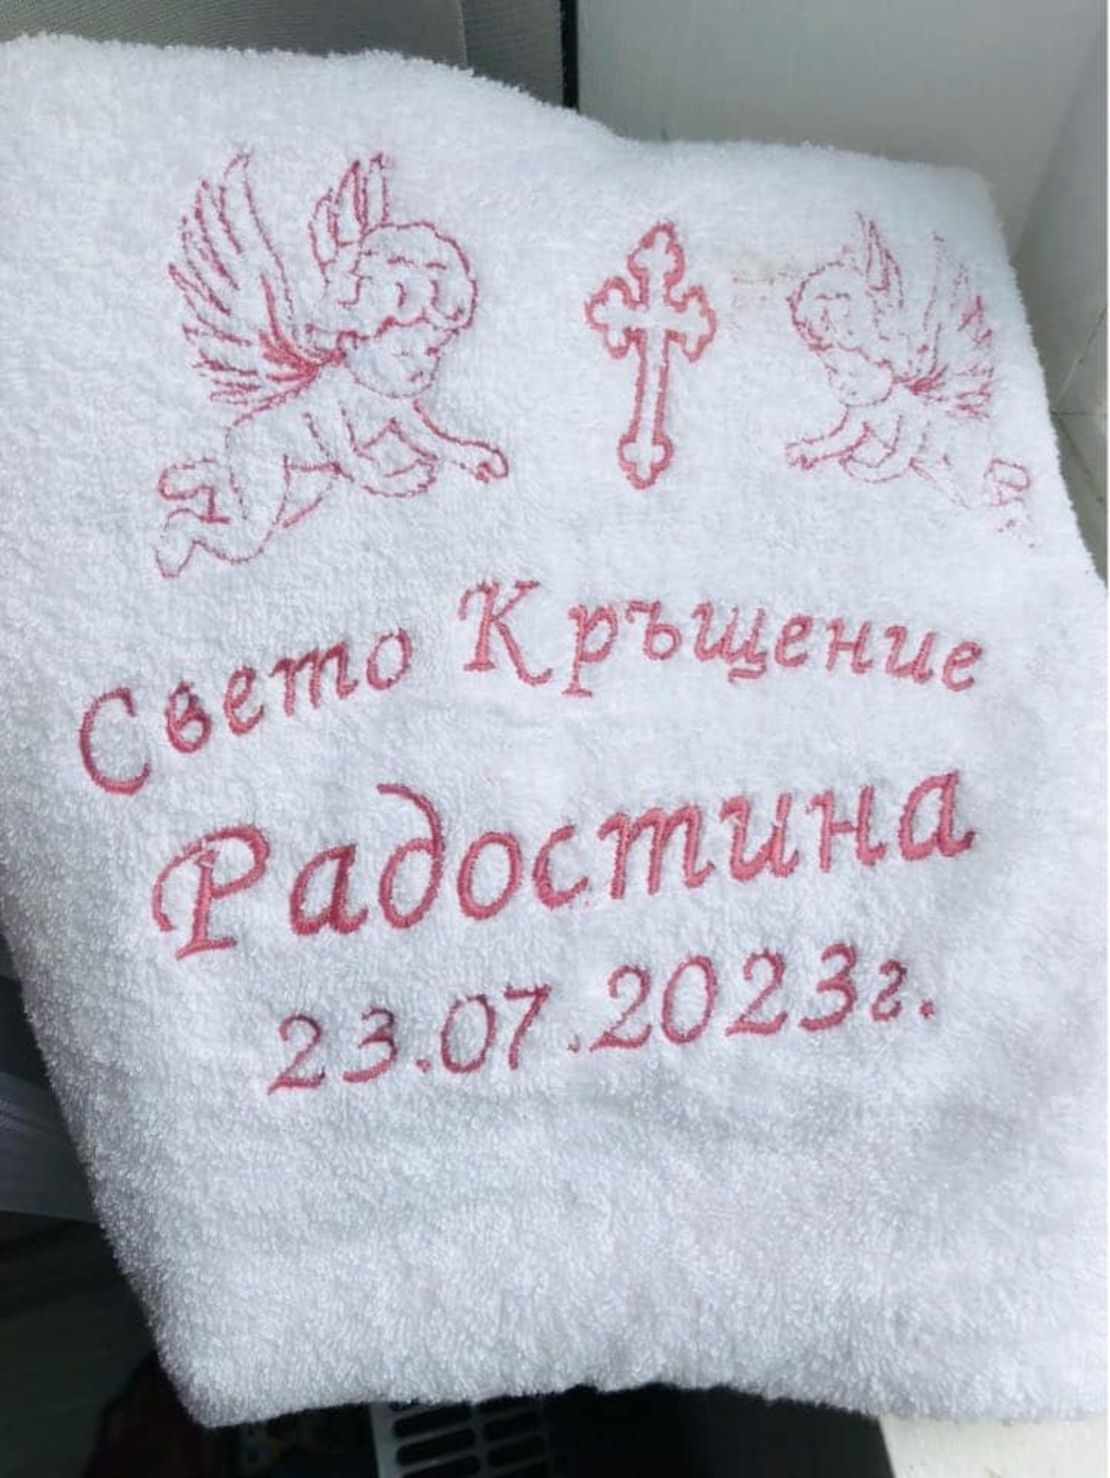 Свето Кръщение
Радостина
23.07.2023г.